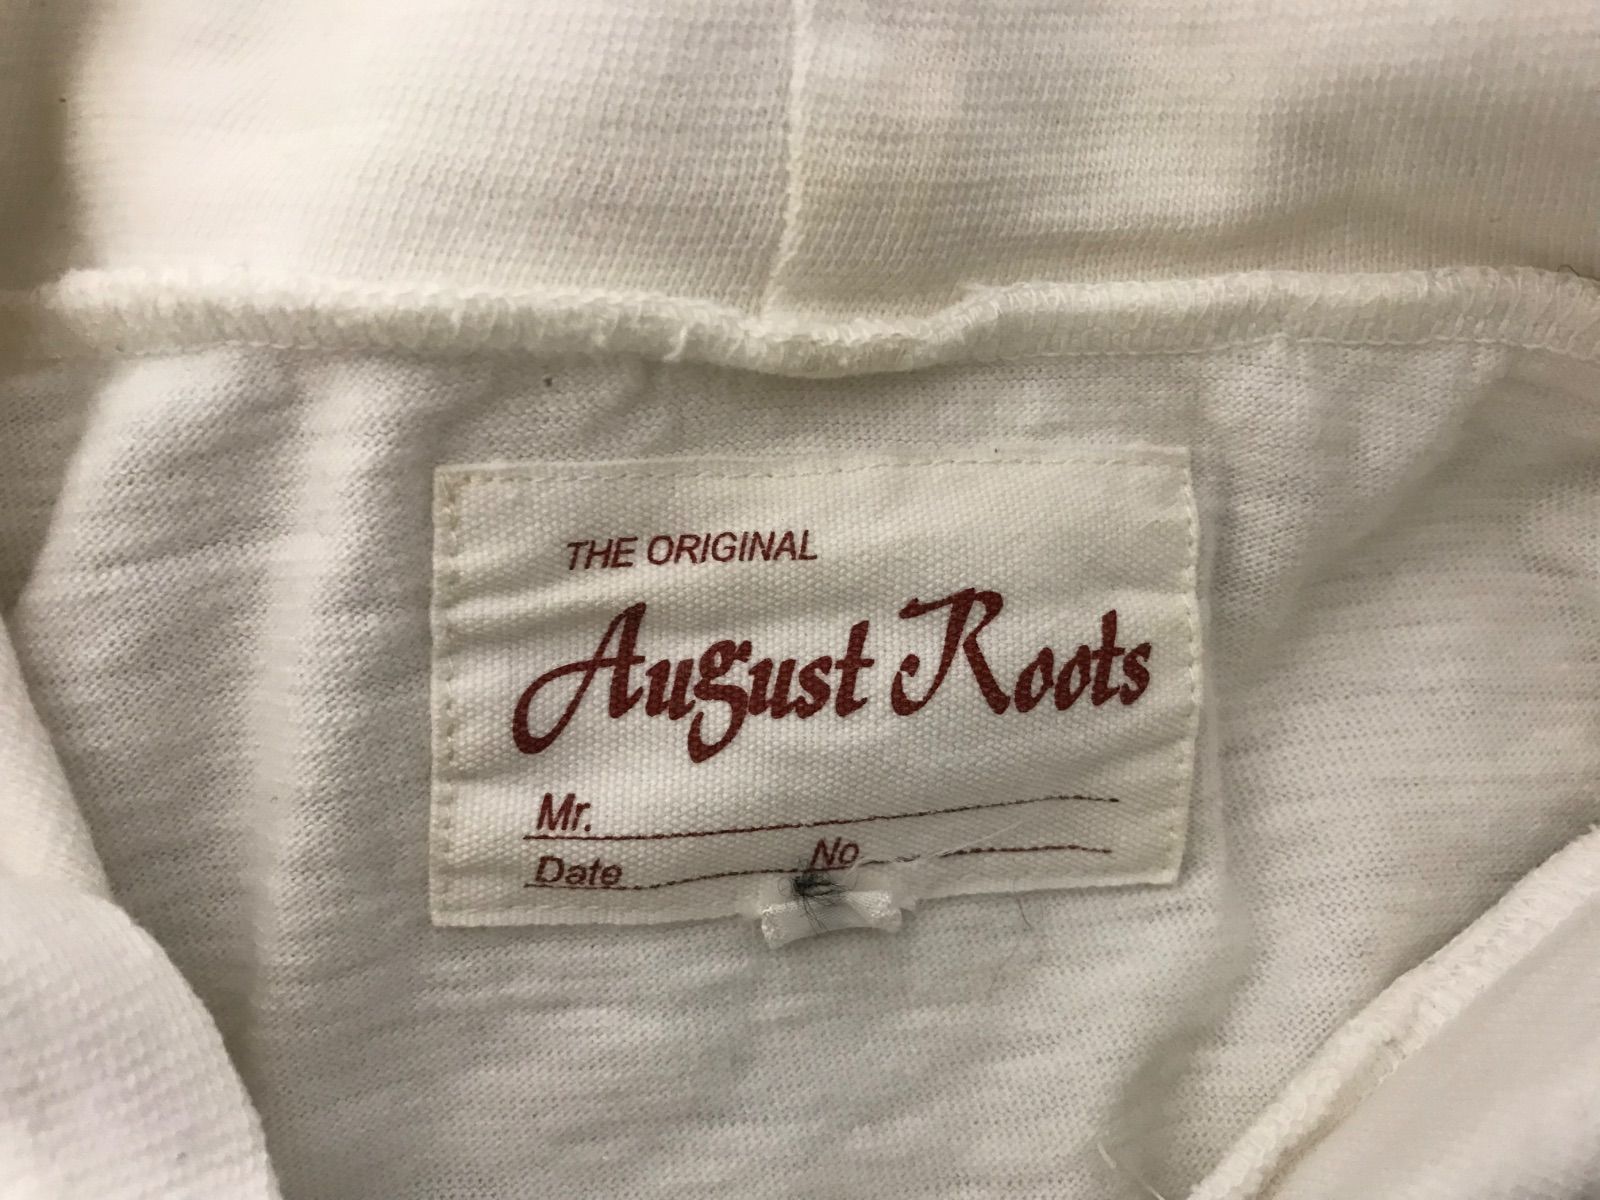 THE ORIGINAL
August Roots
Mr.
Date No